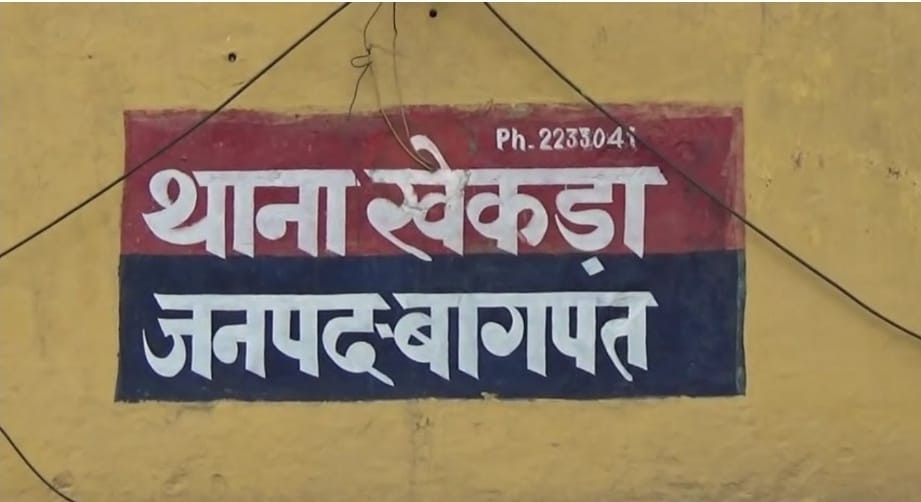 Ph. 2233041
थाना खेकड़ा
जनपद-बागपत